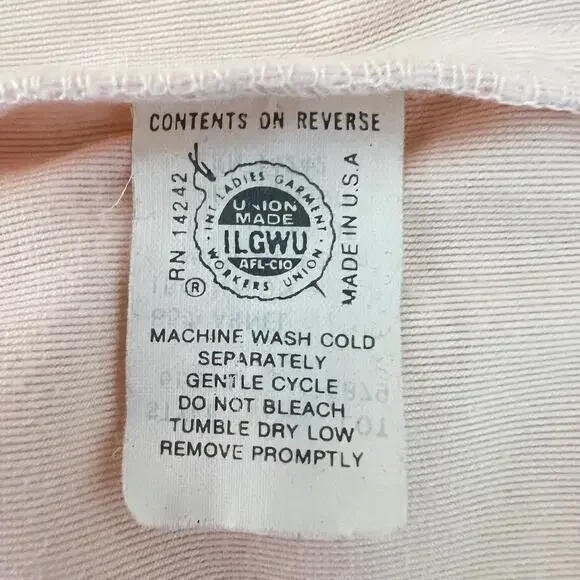 CONTENTS ON REVERSE
RN 14242
INT. LADIES GARMENT
UNION
MADE
ILGWU
AFL-CIO
WORKERS UNION
®
MADE IN U.S.A
MACHINE WASH COLD
SEPARATELY
GENTLE CYCLE
DO NOT BLEACH
TUMBLE DRY LOW
REMOVE PROMPTLY